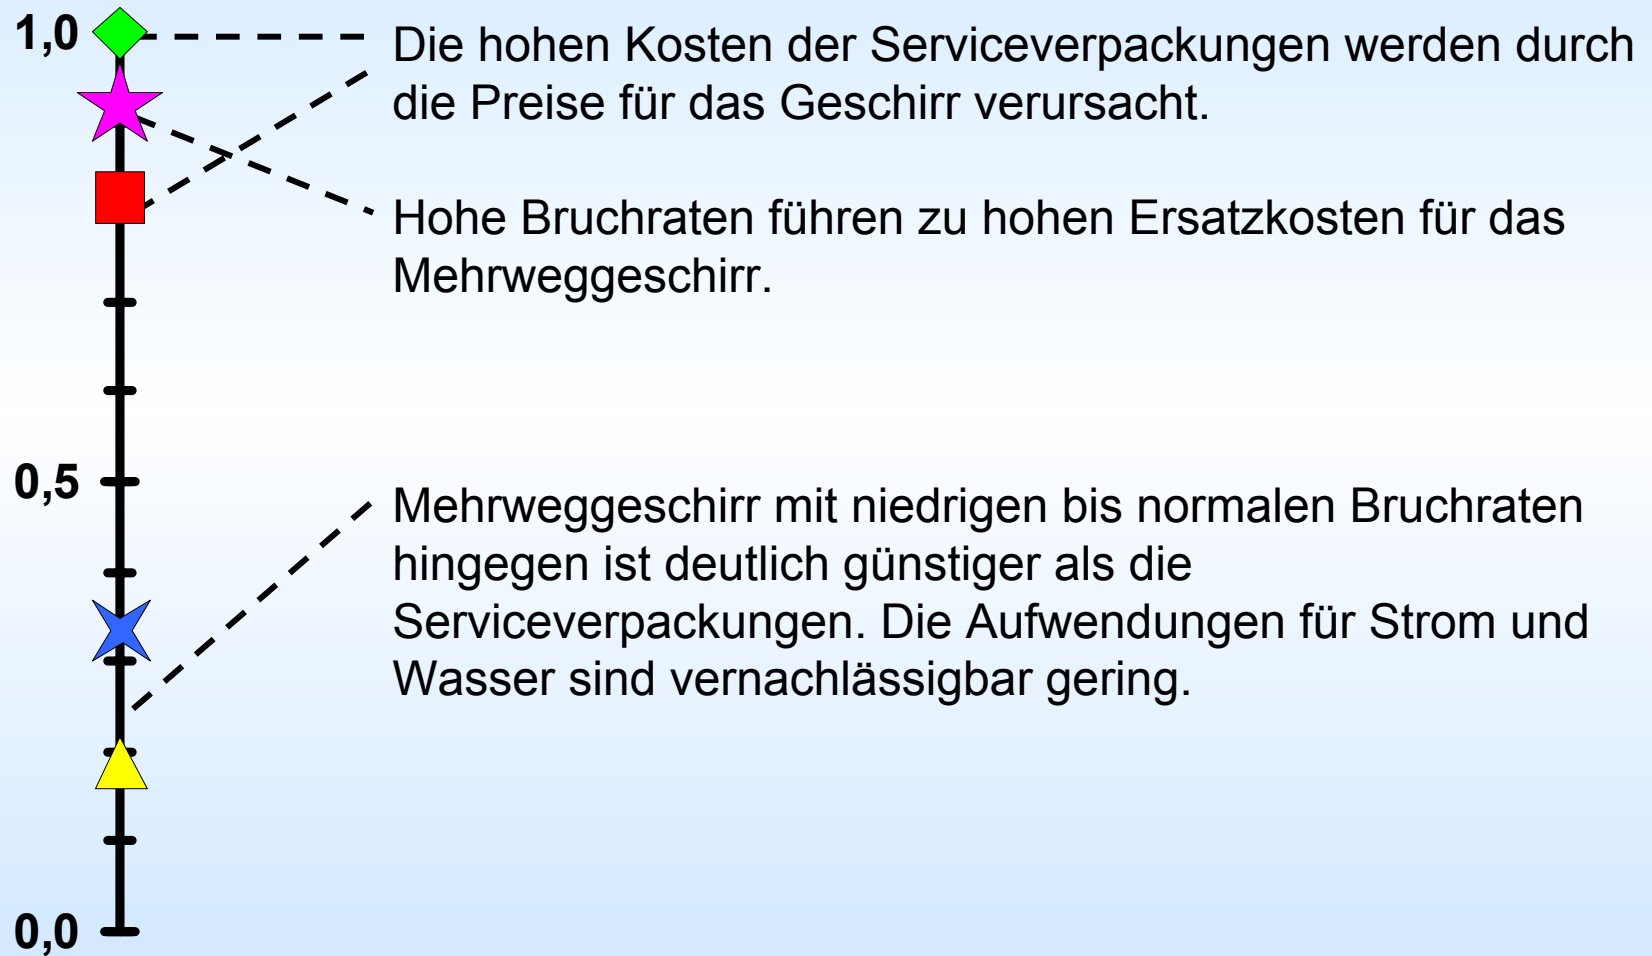 1,0
Die hohen Kosten der Serviceverpackungen werden durch
die Preise für das Geschirr verursacht.
Hohe Bruchraten führen zu hohen Ersatzkosten für das
Mehrweggeschirr.
0,5
Mehrweggeschirr mit niedrigen bis normalen Bruchraten
hingegen ist deutlich günstiger als die
Serviceverpackungen. Die Aufwendungen für Strom und
Wasser sind vernachlässigbar gering.
0,0